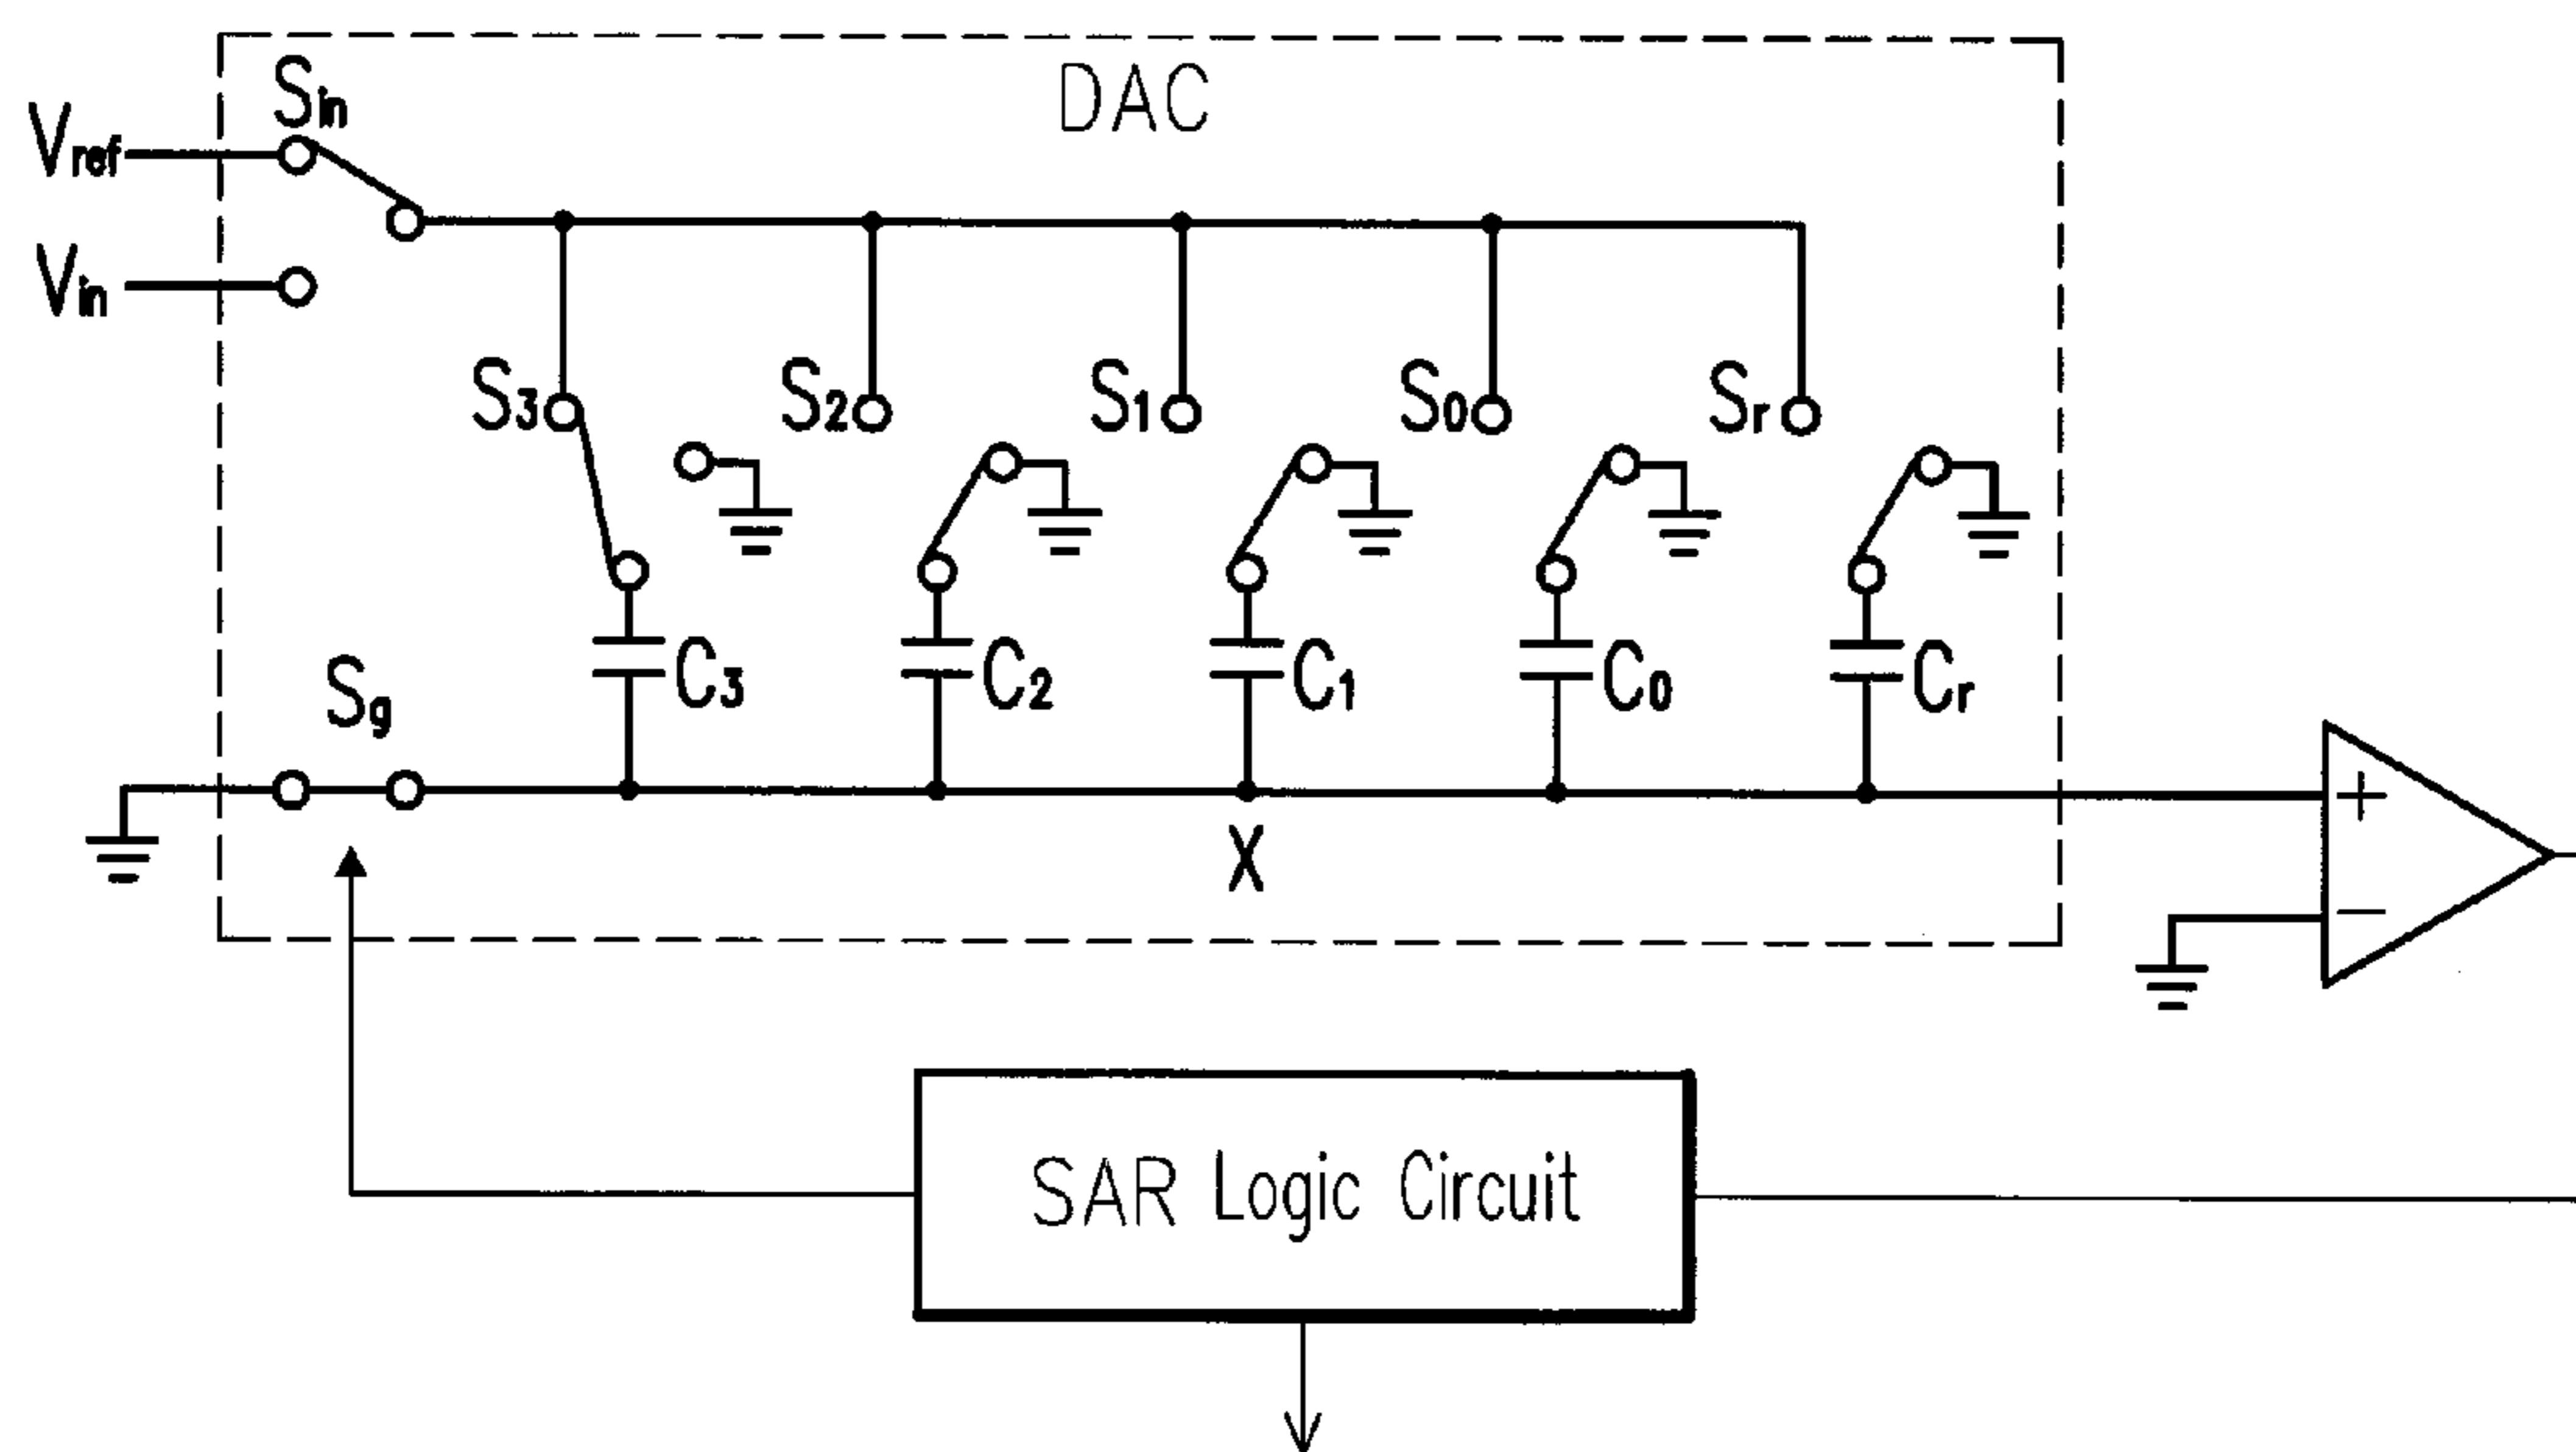 DAC
Sin
Vref
Vin
S3 S2 S1 S0 Sr
C3 C2 C1 C0 Cr
Sg
+
X
−
SAR Logic Circuit